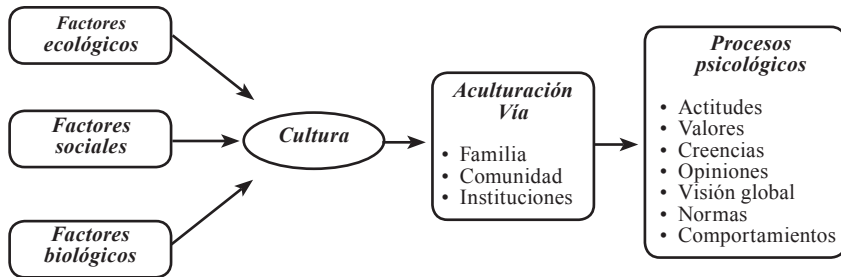 Factores
ecológicos
Factores
sociales
Factores
biológicos
Cultura
Aculturación
Vía
• Familia
• Comunidad
• Instituciones
Procesos
psicológicos
• Actitudes
• Valores
• Creencias
• Opiniones
• Visión global
• Normas
• Comportamientos